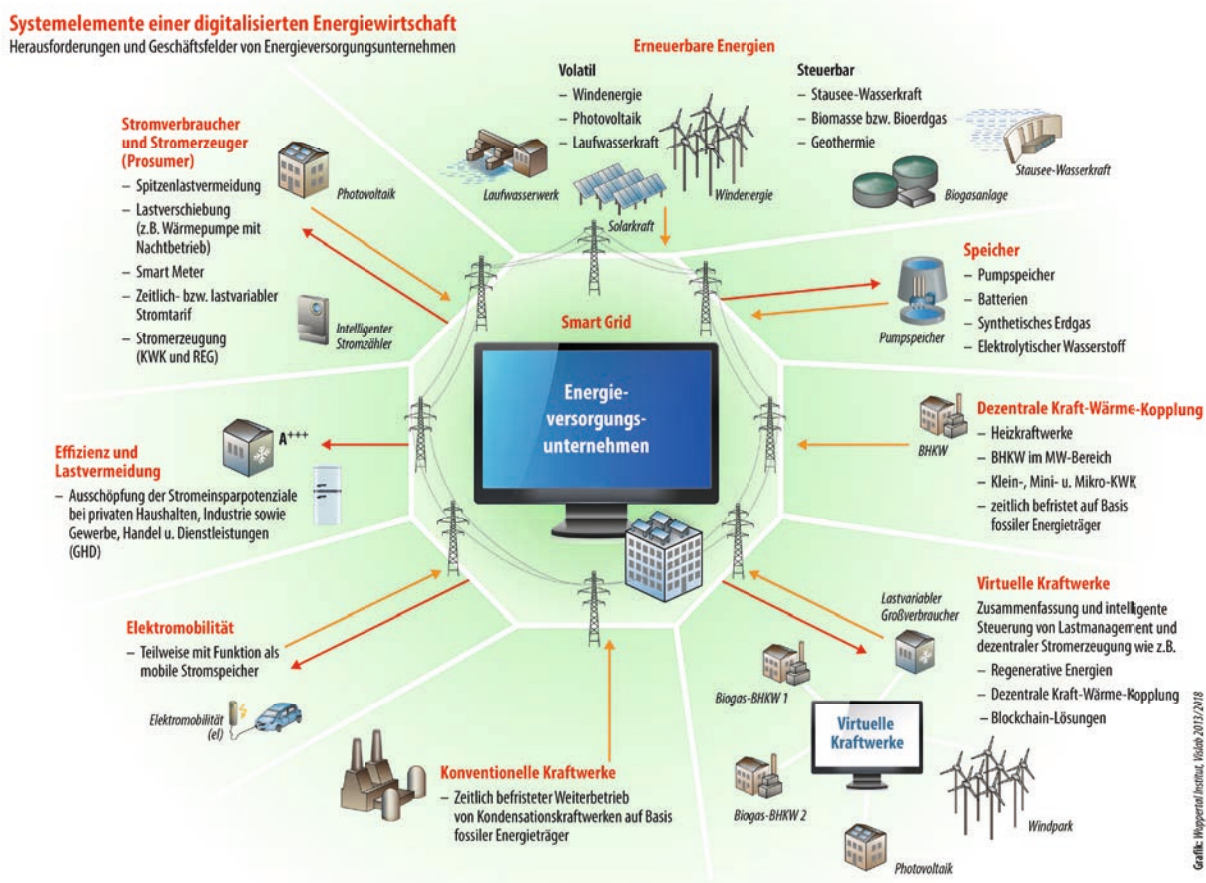 Systemelemente einer digitalisierten Energiewirtschaft
Herausforderungen und Geschäftsfelder von Energieversorgungsunternehmen
Erneuerbare Energien
Volatil
– Windenergie
– Photovoltaik
– Laufwasserkraft
Steuerbar
– Stausee-Wasserkraft
– Biomasse bzw. Bioerdgas
– Geothermie
Laufwasserwerk
Solarkraft
Windenergie
Biogasanlage
Stausee-Wasserkraft
Stromverbraucher
und Stromerzeuger
(Prosumer)
– Spitzenlastvermeidung
– Lastverschiebung
(z.B. Wärmepumpe mit
Nachtbetrieb)
– Smart Meter
– Zeitlich- bzw. lastvariabler
Stromtarif
– Stromerzeugung
(KWK und REG)
Photovoltaik
Intelligenter
Stromzähler
Speicher
– Pumpspeicher
– Batterien
– Synthetisches Erdgas
– Elektrolytischer Wasserstoff
Pumpspeicher
Smart Grid
Energie-
versorgungs-
unternehmen
Effizienz und
Lastvermeidung
– Ausschöpfung der Stromeinsparpotenziale
bei privaten Haushalten, Industrie sowie
Gewerbe, Handel u. Dienstleistungen
(GHD)
A+++
Dezentrale Kraft-Wärme-Kopplung
– Heizkraftwerke
– BHKW im MW-Bereich
– Klein-, Mini- u. Mikro-KWK
– zeitlich befristet auf Basis
fossiler Energieträger
BHKW
Elektromobilität
– Teilweise mit Funktion als
mobile Stromspeicher
Elektromobilität
(el)
Konventionelle Kraftwerke
– Zeitlich befristeter Weiterbetrieb
von Kondensationskraftwerken auf Basis
fossiler Energieträger
Virtuelle Kraftwerke
Zusammenfassung und intelligente
Steuerung von Lastmanagement und
dezentraler Stromerzeugung wie z.B.
– Regenerative Energien
– Dezentrale Kraft-Wärme-Kopplung
– Blockchain-Lösungen
Lastvariabler
Großverbraucher
Biogas-BHKW 1
Virtuelle
Kraftwerke
Biogas-BHKW 2
Photovoltaik
Windpark
Grafik: Wuppertal Institut, Vislab 2013/2018